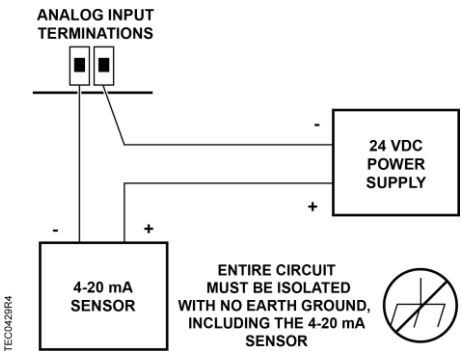 ANALOG INPUT
TERMINATIONS
-
24 VDC
POWER
SUPPLY
+
-
+
4-20 mA
SENSOR
ENTIRE CIRCUIT
MUST BE ISOLATED
WITH NO EARTH GROUND,
INCLUDING THE 4-20 mA
SENSOR
TEC0429R4